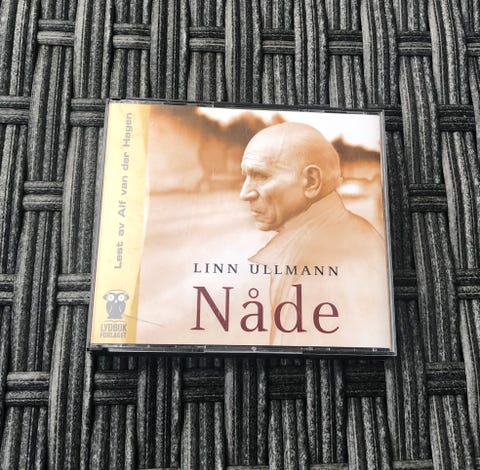 Lest av Alf van der Hagen
LINN ULLMANN
Nåde
LYDBOK
FORLAGET